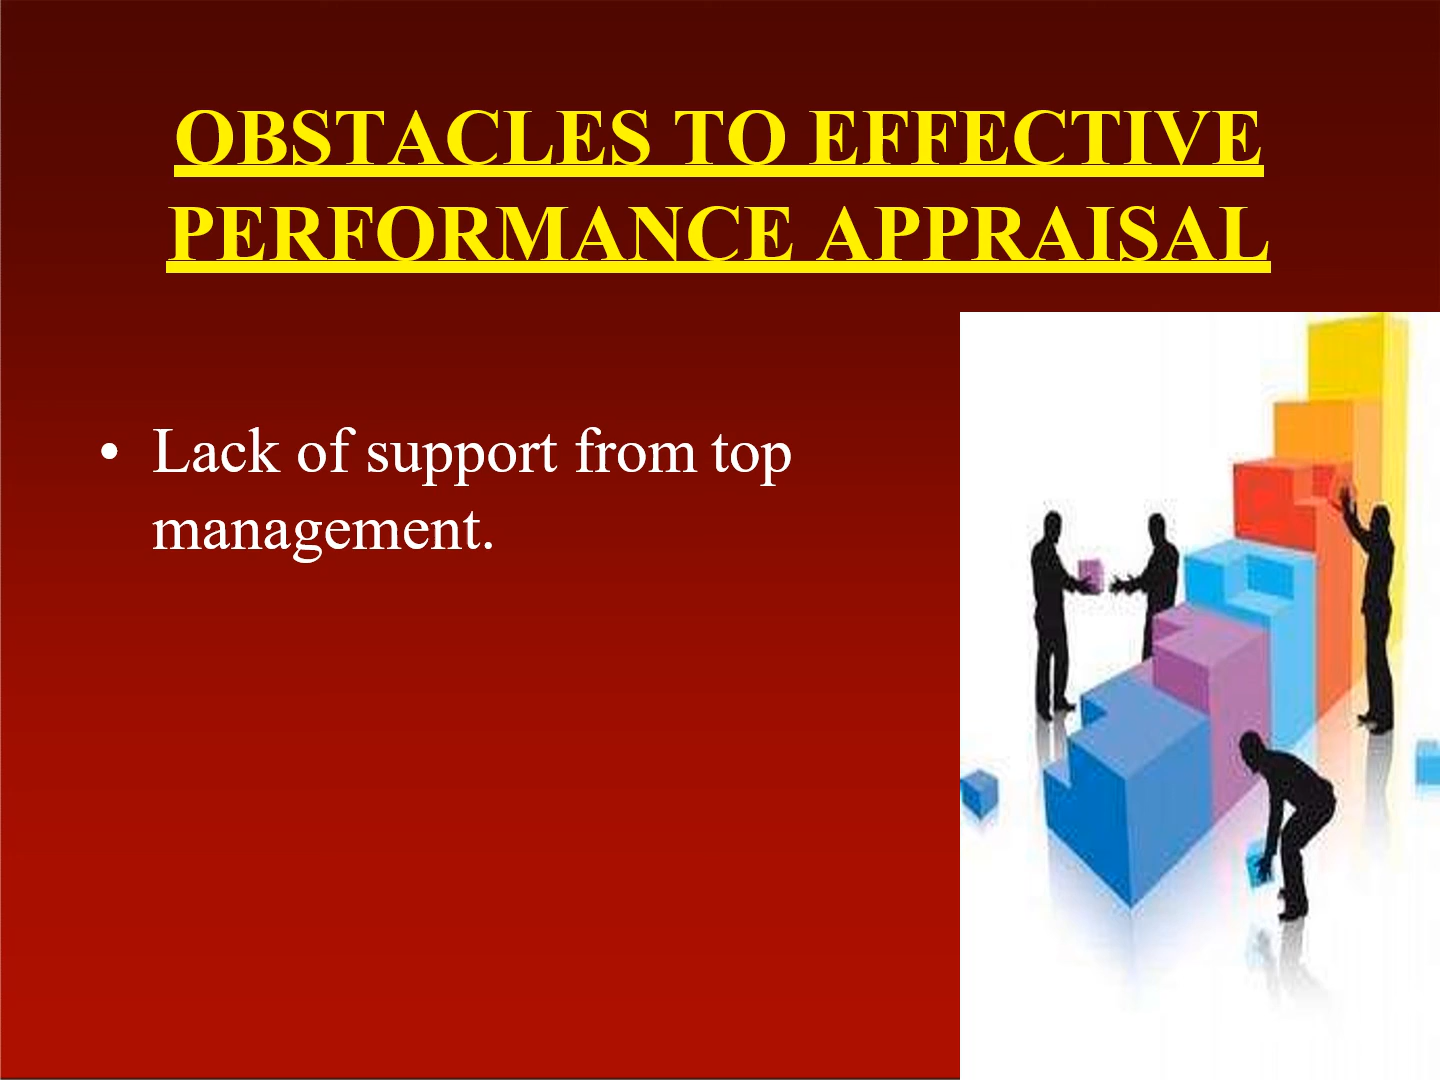 OBSTACLES TO EFFECTIVE
PERFORMANCE APPRAISAL
• Lack of support from top
management.